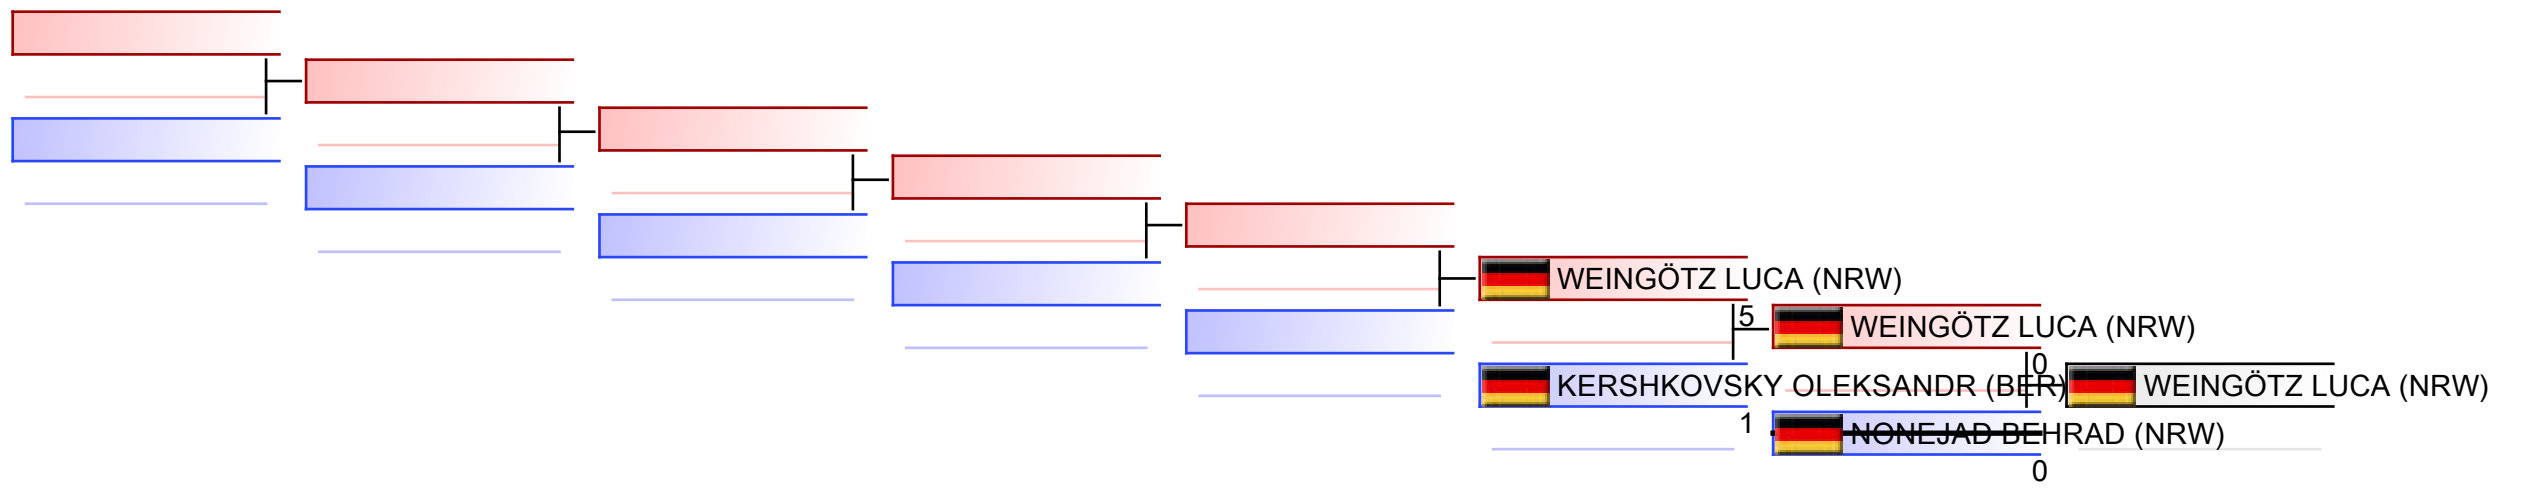 WEINGÖTZ LUCA (NRW)
5
WEINGÖTZ LUCA (NRW)
0
KERSHKOVSKY OLEKSANDR (BER)
WEINGÖTZ LUCA (NRW)
1
NONEJAD BEHRAD (NRW)
0